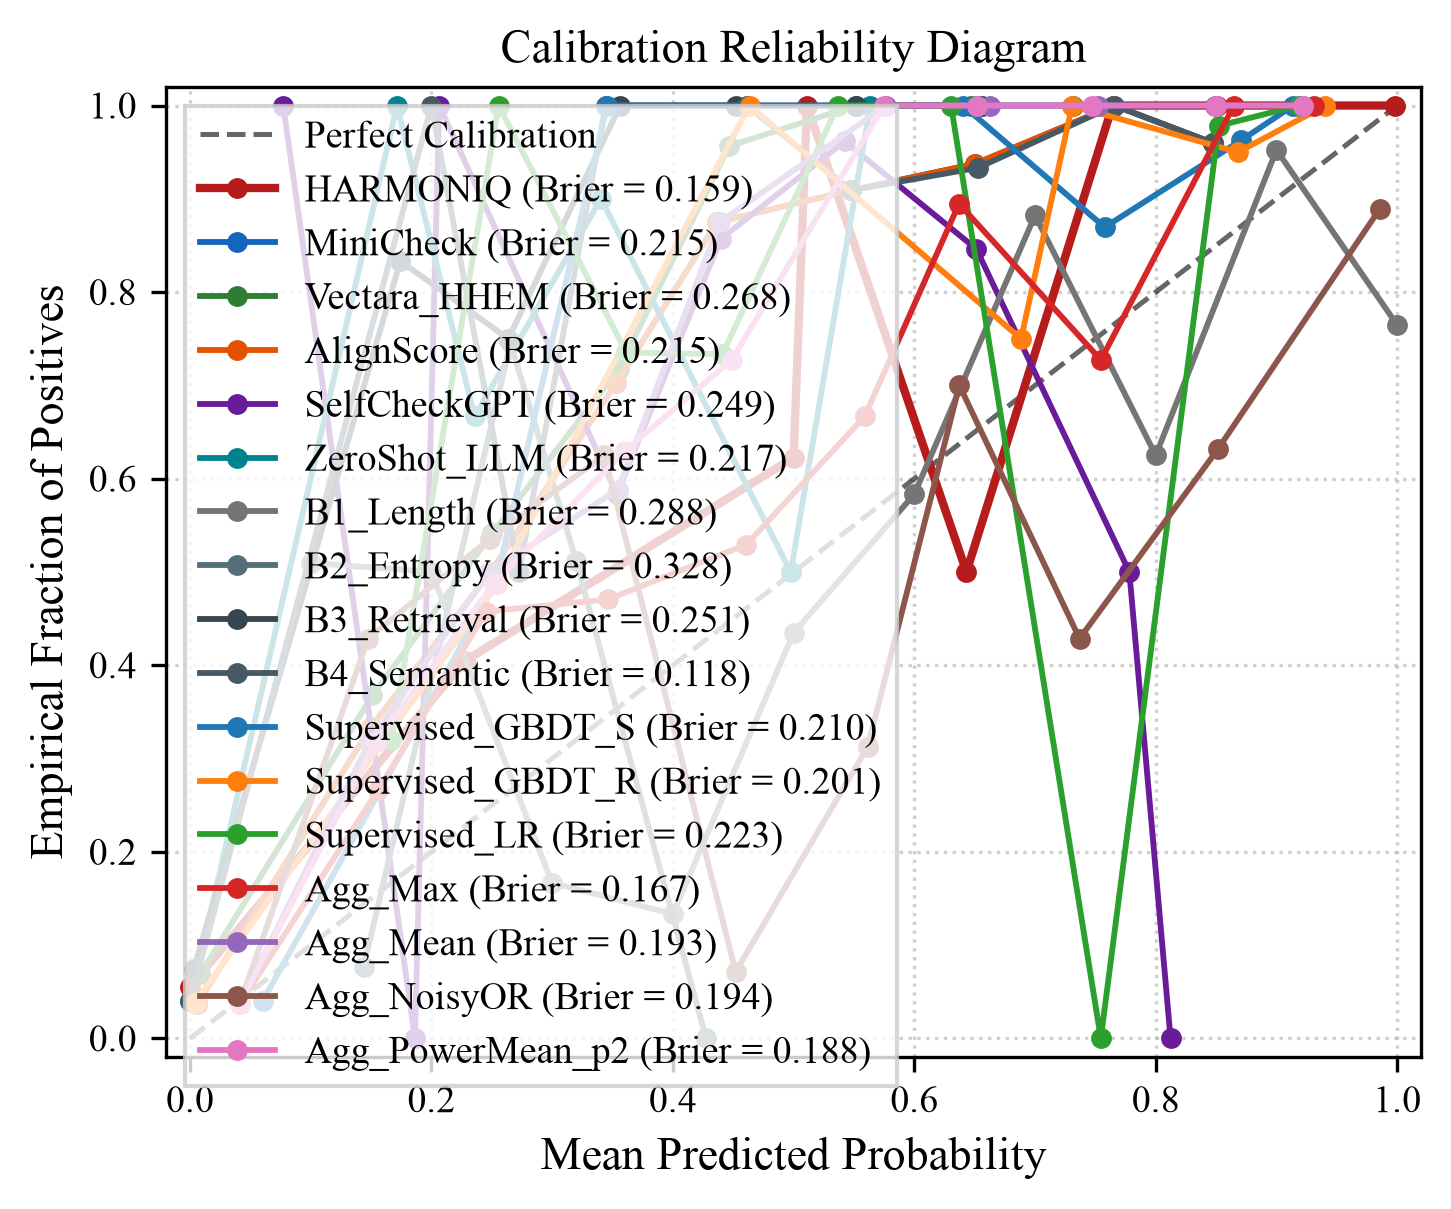 Calibration Reliability Diagram
Empirical Fraction of Positives
1.0
0.8
0.6
0.4
0.2
0.0
Perfect Calibration
HARMONIQ (Brier = 0.159)
MiniCheck (Brier = 0.215)
Vectara_HHEM (Brier = 0.268)
AlignScore (Brier = 0.215)
SelfCheckGPT (Brier = 0.249)
ZeroShot_LLM (Brier = 0.217)
B1_Length (Brier = 0.288)
B2_Entropy (Brier = 0.328)
B3_Retrieval (Brier = 0.251)
B4_Semantic (Brier = 0.118)
Supervised_GBDT_S (Brier = 0.210)
Supervised_GBDT_R (Brier = 0.201)
Supervised_LR (Brier = 0.223)
Agg_Max (Brier = 0.167)
Agg_Mean (Brier = 0.193)
Agg_NoisyOR (Brier = 0.194)
Agg_PowerMean_p2 (Brier = 0.188)
0.0 0.2 0.4 0.6 0.8 1.0
Mean Predicted Probability